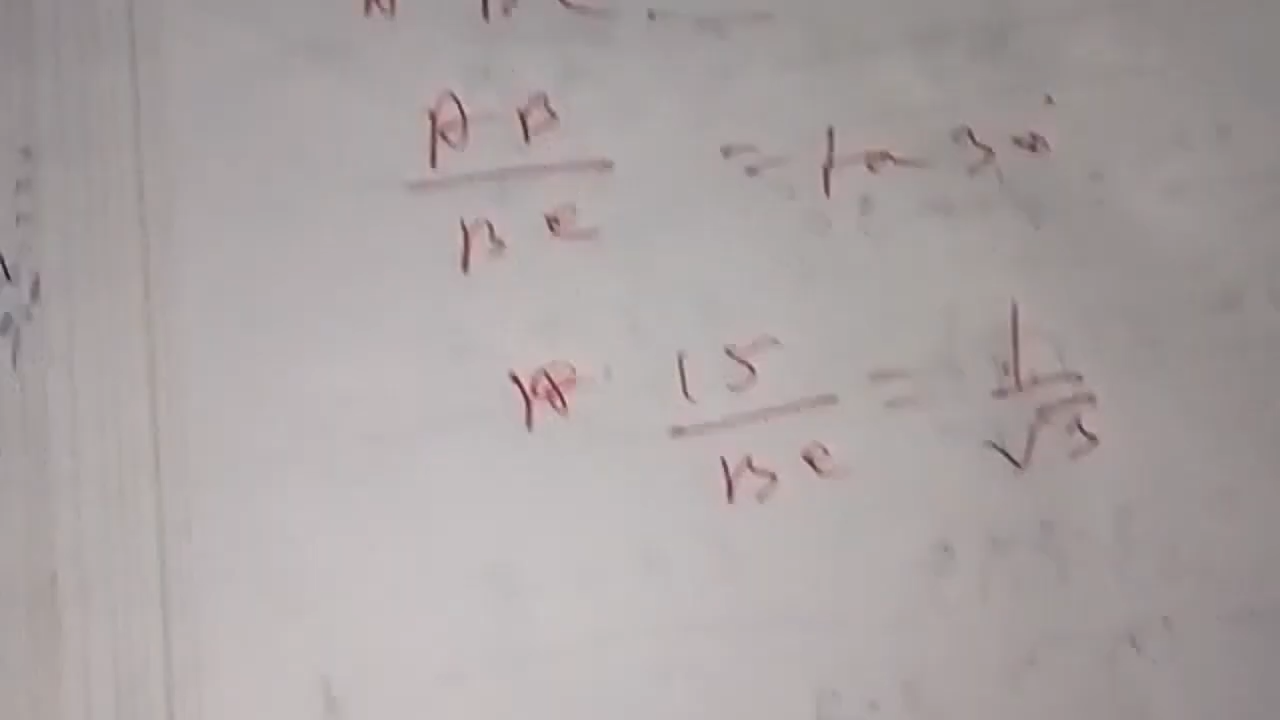 AB/BC = tan 30°
15/BC = 1/√3